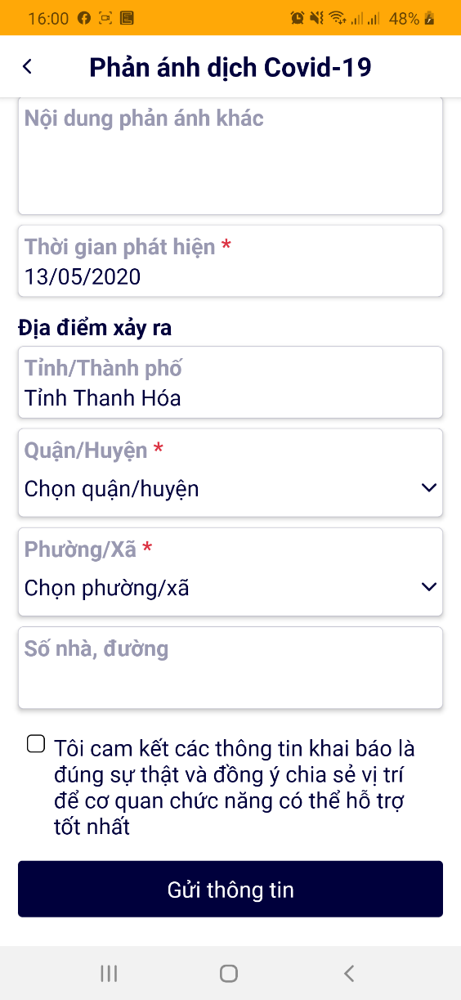 16:00
48%
Phản ánh dịch Covid-19
Nội dung phản ánh khác
Thời gian phát hiện *
13/05/2020
Địa điểm xảy ra
Tỉnh/Thành phố
Tỉnh Thanh Hóa
Quận/Huyện *
Chọn quận/huyện
Phường/Xã *
Chọn phường/xã
Số nhà, đường
Tôi cam kết các thông tin khai báo là
đúng sự thật và đồng ý chia sẻ vị trí
để cơ quan chức năng có thể hỗ trợ
tốt nhất
Gửi thông tin